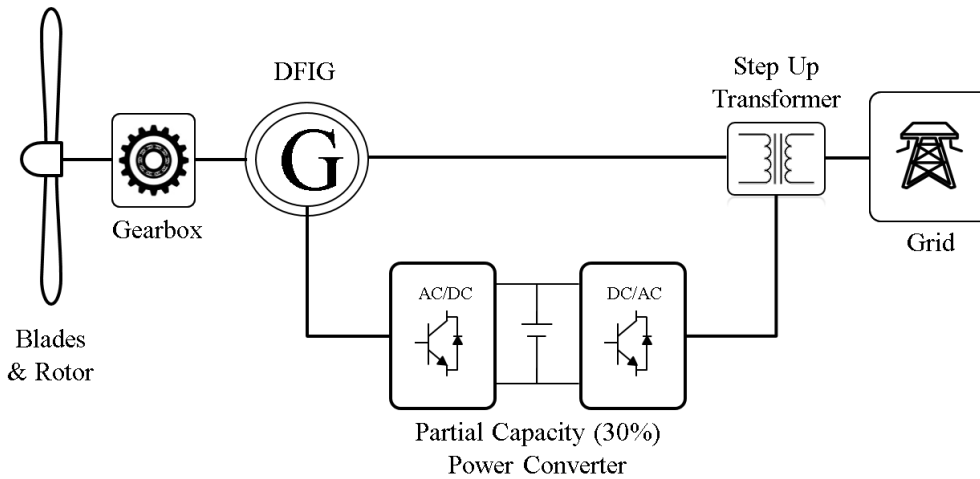 DFIG
G
Step Up
Transformer
Gearbox
Grid
Blades
& Rotor
AC/DC
DC/AC
Partial Capacity (30%)
Power Converter